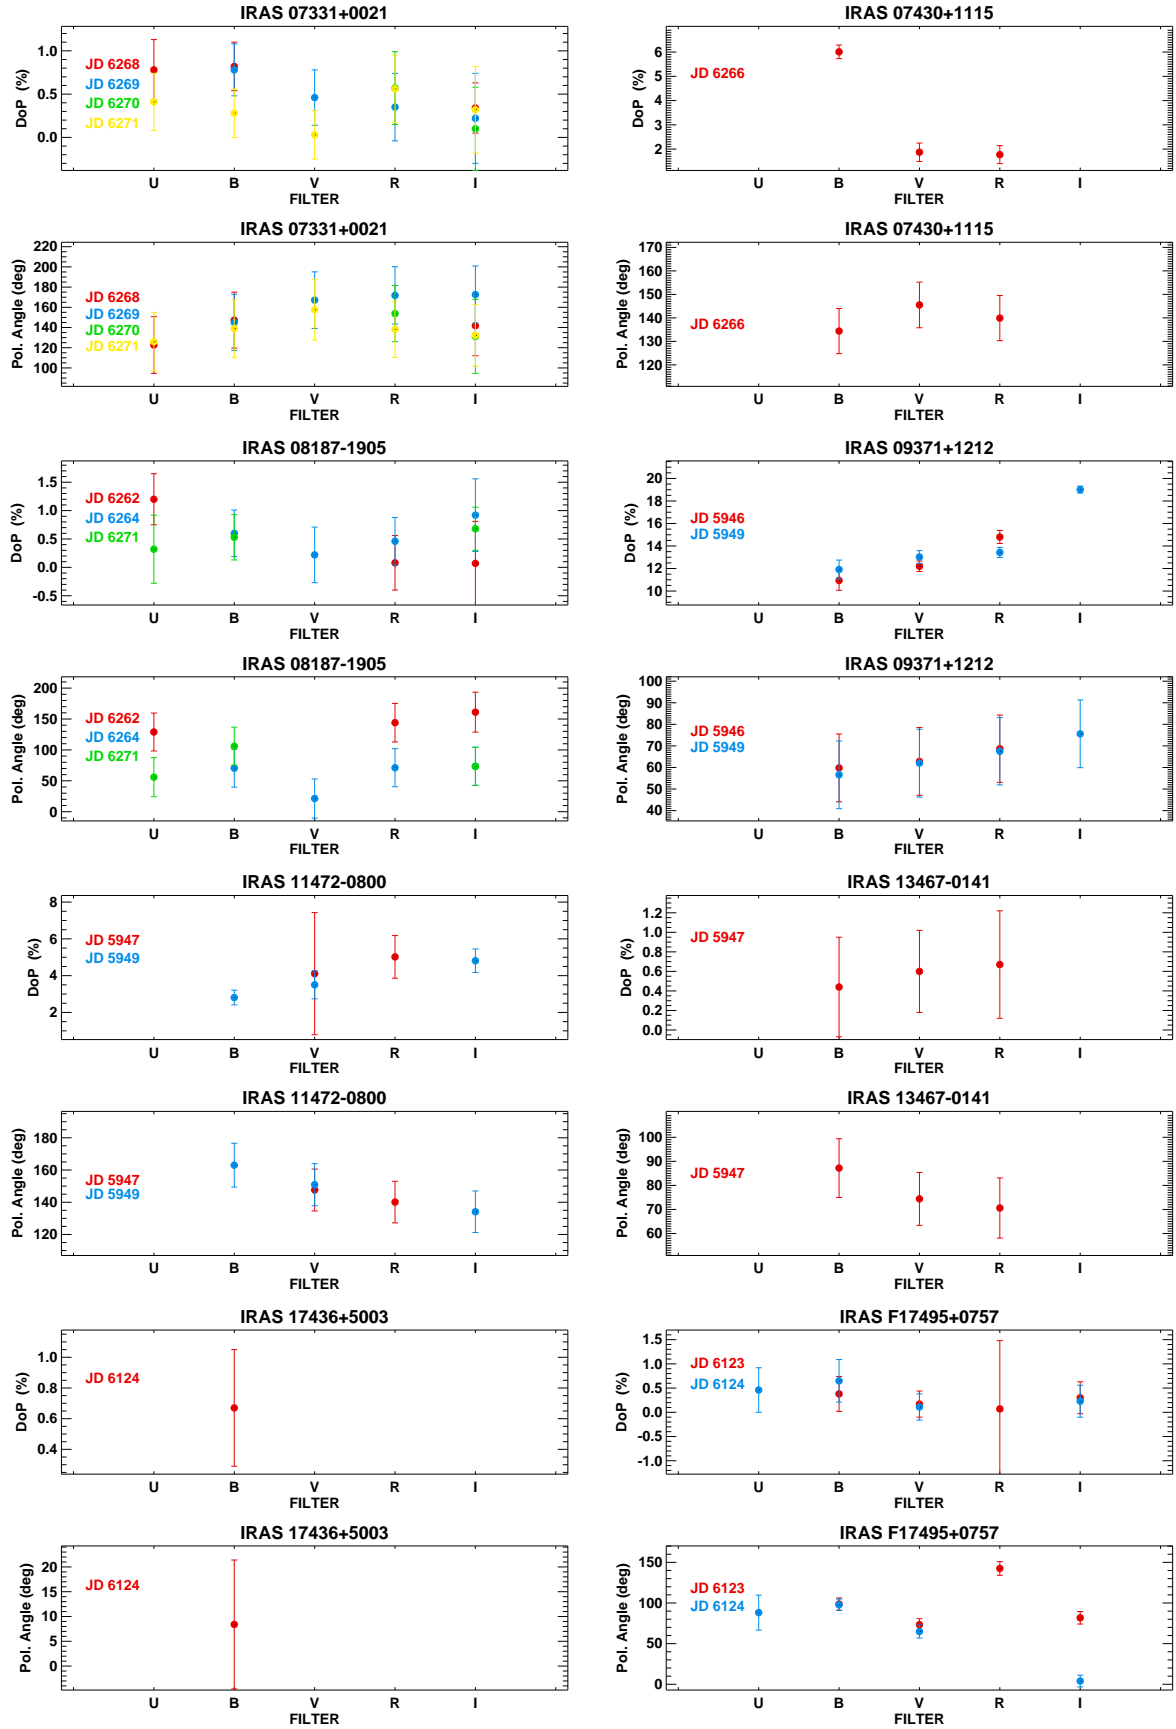 IRAS 07331+0021
DoP (%)
1.0
0.5
0.0
JD 6268
JD 6269
JD 6270
JD 6271
U B V R I
FILTER
IRAS 07430+1115
DoP (%)
6
5
4
3
2
JD 6266
U B V R I
FILTER
IRAS 07331+0021
Pol. Angle (deg)
220
200
180
160
140
120
100
JD 6268
JD 6269
JD 6270
JD 6271
U B V R I
FILTER
IRAS 07430+1115
Pol. Angle (deg)
170
160
150
140
130
120
JD 6266
U B V R I
FILTER
IRAS 08187-1905
DoP (%)
1.5
1.0
0.5
0.0
-0.5
JD 6262
JD 6264
JD 6271
U B V R I
FILTER
IRAS 09371+1212
DoP (%)
20
18
16
14
12
10
JD 5946
JD 5949
U B V R I
FILTER
IRAS 08187-1905
Pol. Angle (deg)
200
150
100
50
0
JD 6262
JD 6264
JD 6271
U B V R I
FILTER
IRAS 09371+1212
Pol. Angle (deg)
100
90
80
70
60
50
40
JD 5946
JD 5949
U B V R I
FILTER
IRAS 11472-0800
DoP (%)
8
6
4
2
JD 5947
JD 5949
U B V R I
FILTER
IRAS 13467-0141
DoP (%)
1.2
1.0
0.8
0.6
0.4
0.2
0.0
JD 5947
U B V R I
FILTER
IRAS 11472-0800
Pol. Angle (deg)
180
160
140
120
JD 5947
JD 5949
U B V R I
FILTER
IRAS 13467-0141
Pol. Angle (deg)
100
90
80
70
60
JD 5947
U B V R I
FILTER
IRAS 17436+5003
DoP (%)
1.0
0.8
0.6
0.4
JD 6124
U B V R I
FILTER
IRAS F17495+0757
DoP (%)
1.5
1.0
0.5
0.0
-0.5
-1.0
JD 6123
JD 6124
U B V R I
FILTER
IRAS 17436+5003
Pol. Angle (deg)
20
15
10
5
0
JD 6124
U B V R I
FILTER
IRAS F17495+0757
Pol. Angle (deg)
150
100
50
0
JD 6123
JD 6124
U B V R I
FILTER